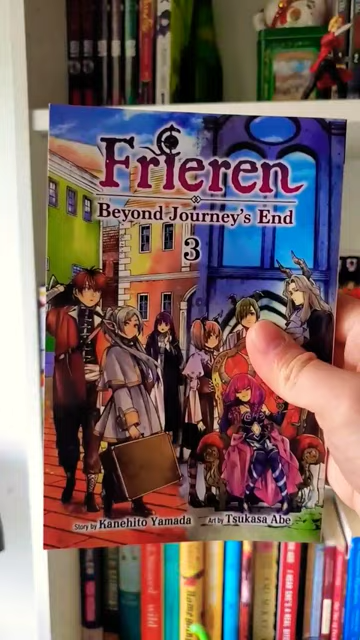 Frieren
Beyond Journey's End
3
Story by Kanehito Yamada
Art by Tsukasa Abe